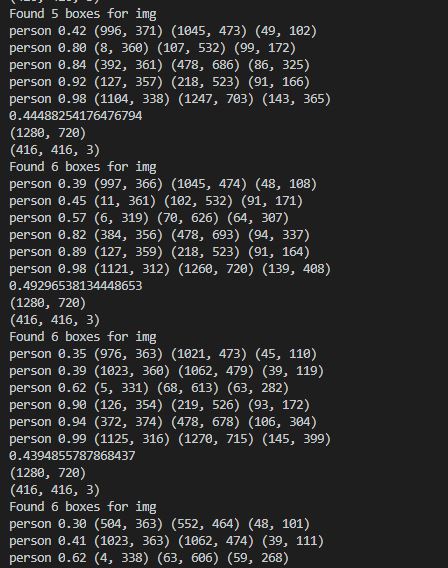 Found 5 boxes for img
person 0.42 (996, 371) (1045, 473) (49, 102)
person 0.80 (8, 360) (107, 532) (99, 172)
person 0.84 (392, 361) (478, 686) (86, 325)
person 0.92 (127, 357) (218, 523) (91, 166)
person 0.98 (1104, 338) (1247, 703) (143, 365)
0.44488254176476794
(1280, 720)
(416, 416, 3)
Found 6 boxes for img
person 0.39 (997, 366) (1045, 474) (48, 108)
person 0.45 (11, 361) (102, 532) (91, 171)
person 0.57 (6, 319) (70, 626) (64, 307)
person 0.82 (384, 356) (478, 693) (94, 337)
person 0.89 (127, 359) (218, 523) (91, 164)
person 0.98 (1121, 312) (1260, 720) (139, 408)
0.49296538134448653
(1280, 720)
(416, 416, 3)
Found 6 boxes for img
person 0.35 (976, 363) (1021, 473) (45, 110)
person 0.39 (1023, 360) (1062, 479) (39, 119)
person 0.62 (5, 331) (68, 613) (63, 282)
person 0.90 (126, 354) (219, 526) (93, 172)
person 0.94 (372, 374) (478, 678) (106, 304)
person 0.99 (1125, 316) (1270, 715) (145, 399)
0.4394855787868437
(1280, 720)
(416, 416, 3)
Found 6 boxes for img
person 0.30 (504, 363) (552, 464) (48, 101)
person 0.41 (1023, 363) (1062, 474) (39, 111)
person 0.62 (4, 338) (63, 606) (59, 268)